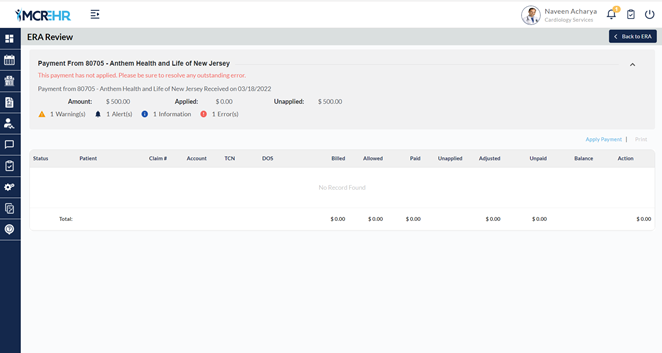 MCREHR
Naveen Acharya
Cardiology Services
ERA Review
Back to ERA
Payment From 80705 - Anthem Health and Life of New Jersey
This payment has not applied. Please be sure to resolve any outstanding error.
Payment from 80705 - Anthem Health and Life of New Jersey Received on 03/18/2022
Amount: $ 500.00 Applied: $ 0.00 Unapplied: $ 500.00
1 Warning(s) 1 Alert(s) 1 Information 1 Error(s)
Apply Payment | Print
Status Patient Claim # Account TCN DOS Billed Allowed Paid Unapplied Adjusted Unpaid Balance Action
No Record Found
Total: $ 0.00 $ 0.00 $ 0.00 $ 0.00 $ 0.00 $ 0.00